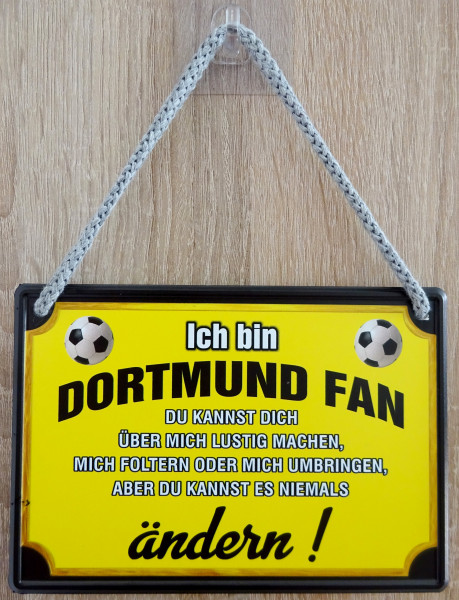 Ich bin
DORTMUND FAN
DU KANNST DICH
ÜBER MICH LUSTIG MACHEN,
MICH FOLTERN ODER MICH UMBRINGEN,
ABER DU KANNST ES NIEMALS
ändern !